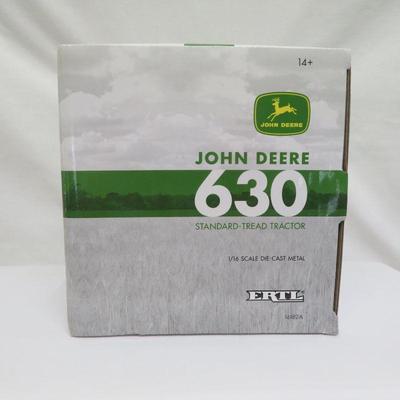 14+
JOHN DEERE
JOHN DEERE
630
STANDARD-TREAD TRACTOR
1/16 SCALE DIE-CAST METAL
ERTL